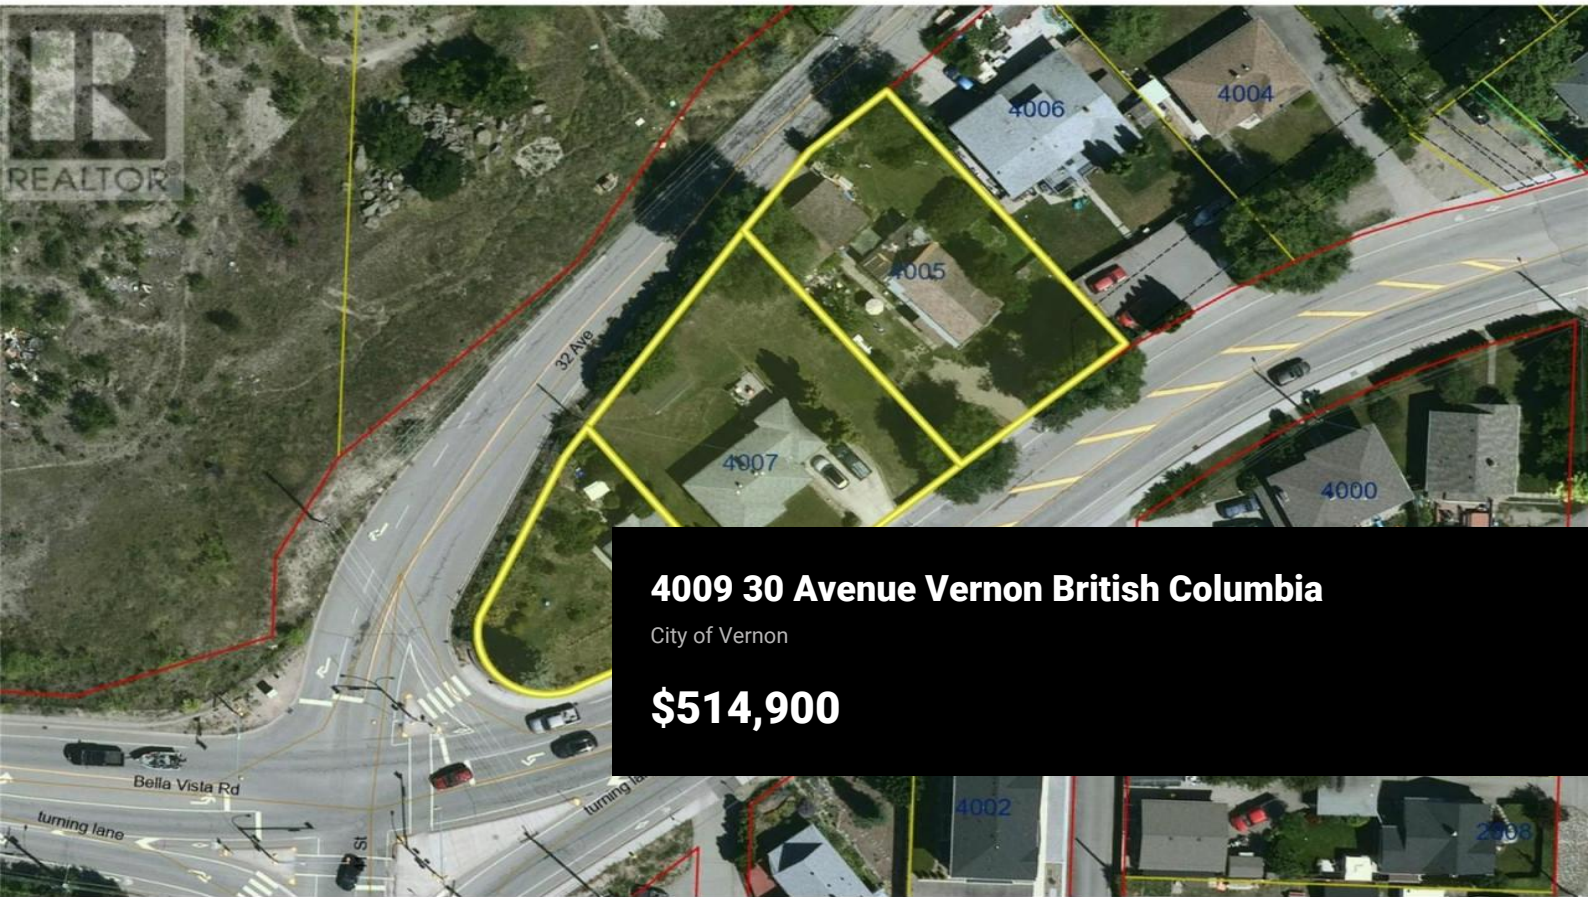 R
REALTOR
4006
4004
4005
32 Ave
4007
4000
4009 30 Avenue Vernon British Columbia
City of Vernon
$514,900
Bella Vista Rd
turning lane
turning
St
4002